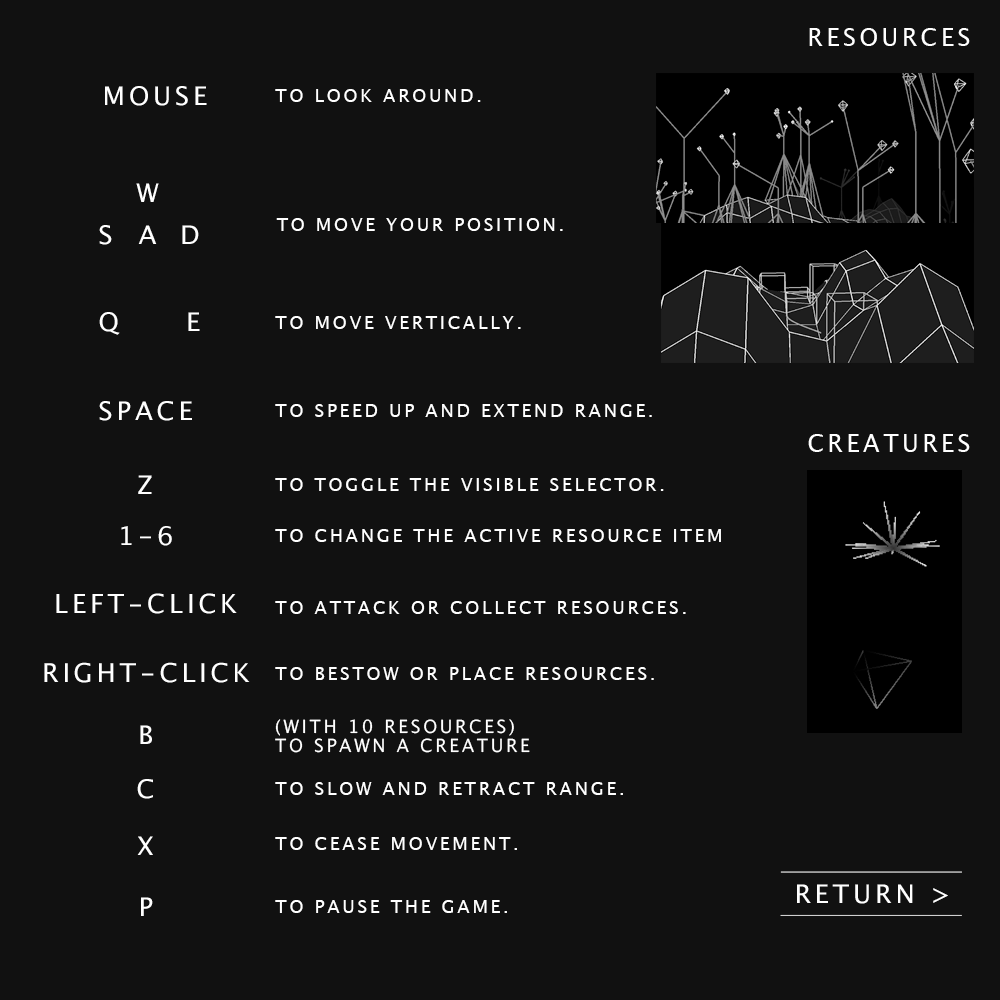 RESOURCES
MOUSE TO LOOK AROUND.
W
S A D TO MOVE YOUR POSITION.
Q E TO MOVE VERTICALLY.
SPACE TO SPEED UP AND EXTEND RANGE.
CREATURES
Z TO TOGGLE THE VISIBLE SELECTOR.
1-6 TO CHANGE THE ACTIVE RESOURCE ITEM
LEFT-CLICK TO ATTACK OR COLLECT RESOURCES.
RIGHT-CLICK TO BESTOW OR PLACE RESOURCES.
B (WITH 10 RESOURCES)
TO SPAWN A CREATURE
C TO SLOW AND RETRACT RANGE.
X TO CEASE MOVEMENT.
P TO PAUSE THE GAME.
RETURN >